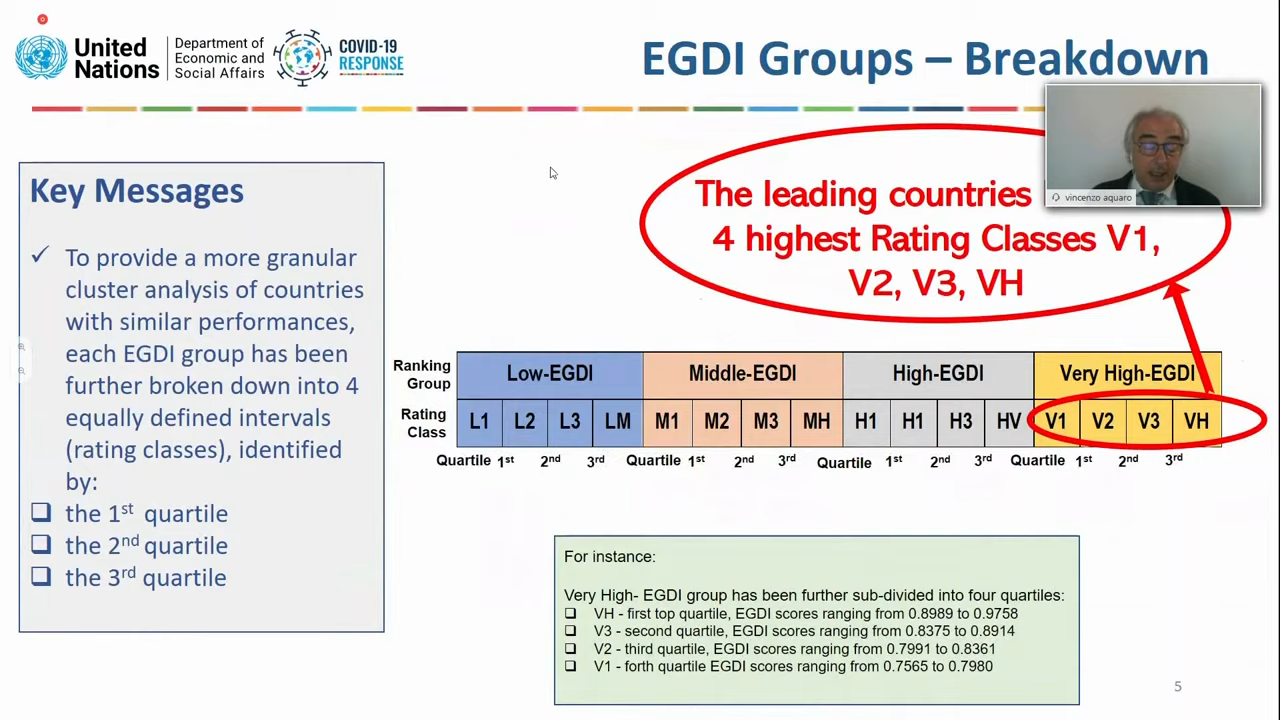 United
Nations
Department of
Economic and
Social Affairs
COVID-19
RESPONSE
EGDI Groups – Breakdown
vincenzo aquaro
Key Messages
✓ To provide a more granular
cluster analysis of countries
with similar performances,
each EGDI group has been
further broken down into 4
equally defined intervals
(rating classes), identified
by:
❑ the 1st quartile
❑ the 2nd quartile
❑ the 3rd quartile
The leading countries
4 highest Rating Classes V1,
V2, V3, VH
Ranking
Group
Low-EGDI Middle-EGDI High-EGDI Very High-EGDI
Rating
Class
L1 L2 L3 LM M1 M2 M3 MH H1 H1 H3 HV V1 V2 V3 VH
Quartile 1st 2nd 3rd Quartile 1st 2nd 3rd Quartile 1st 2nd 3rd Quartile 1st 2nd 3rd
For instance:
Very High- EGDI group has been further sub-divided into four quartiles:
❑ VH - first top quartile, EGDI scores ranging from 0.8989 to 0.9758
❑ V3 - second quartile, EGDI scores ranging from 0.8375 to 0.8914
❑ V2 - third quartile, EGDI scores ranging from 0.7991 to 0.8361
❑ V1 - forth quartile EGDI scores ranging from 0.7565 to 0.7980
5